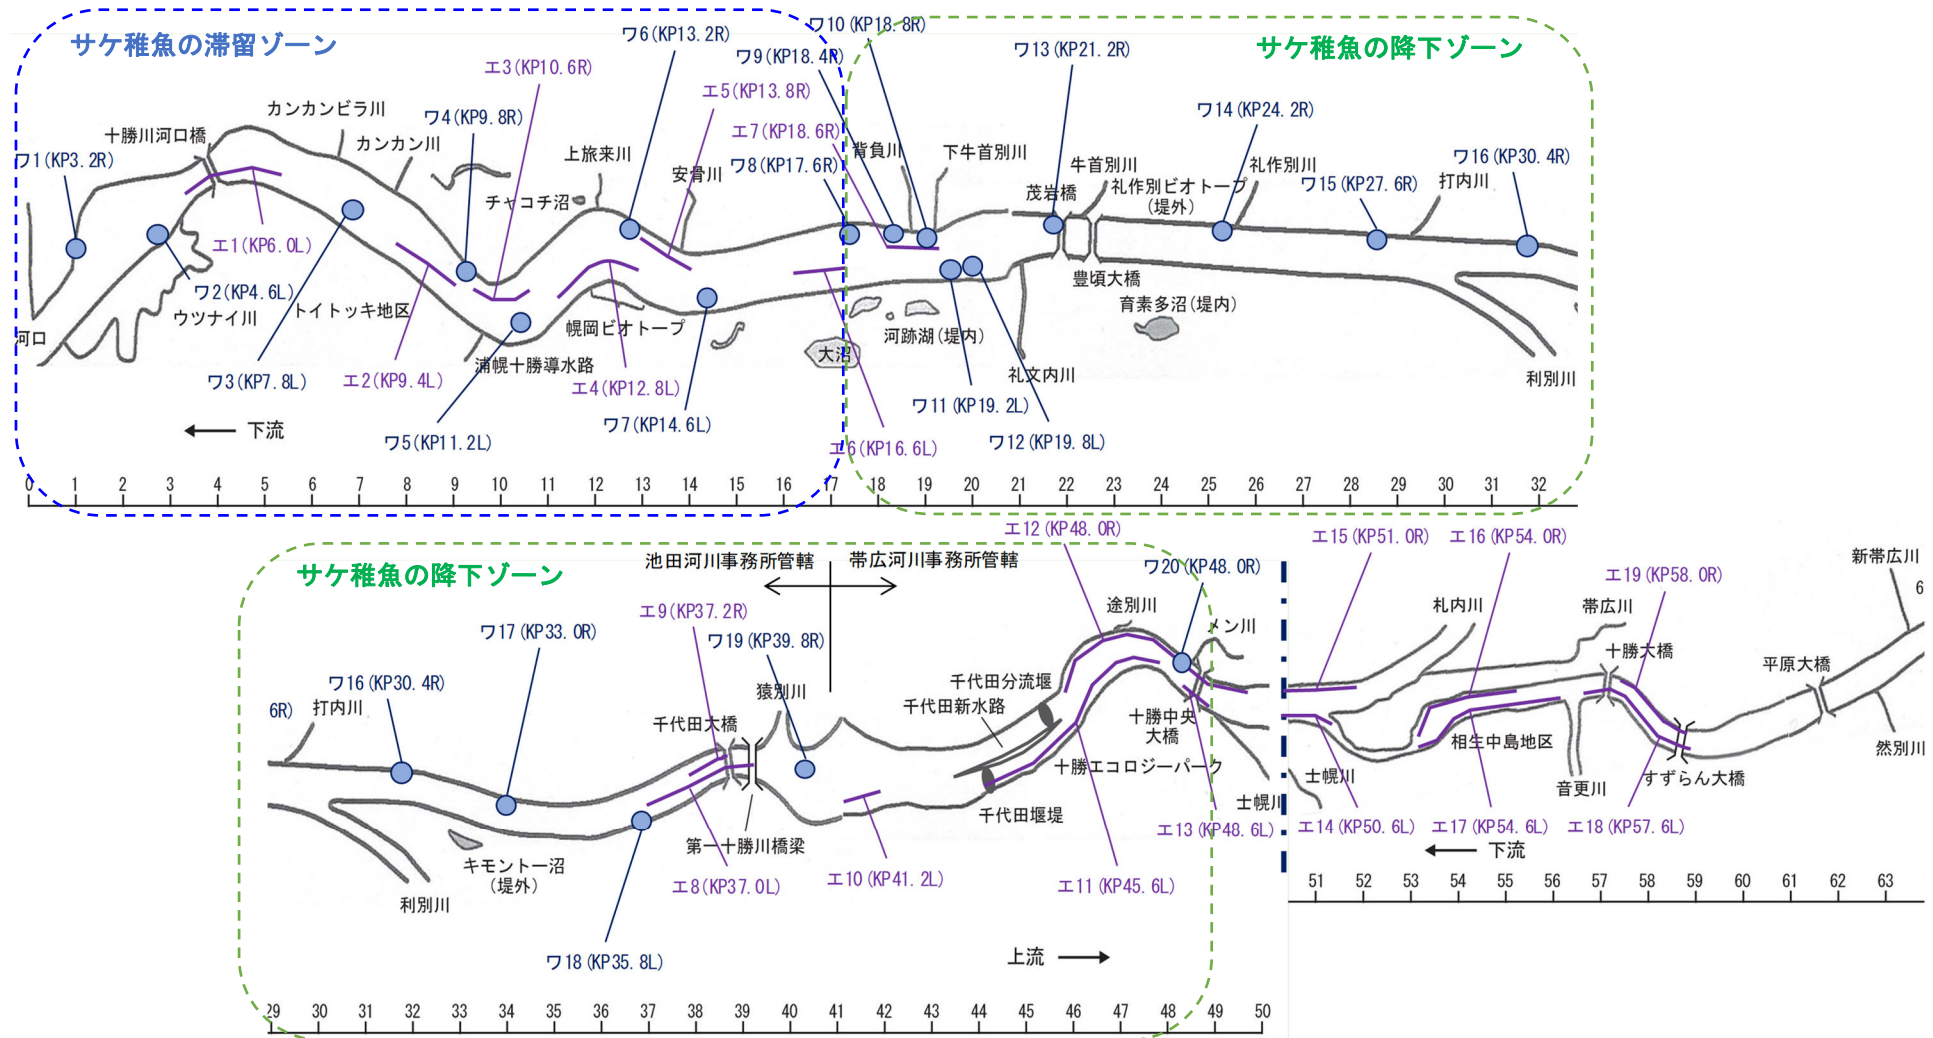 サケ稚魚の滞留ゾーン
サケ稚魚の降下ゾーン
ワ10(KP18.8R)
ワ6(KP13.2R)
ワ9(KP18.4R)
ワ13(KP21.2R)
エ3(KP10.6R)
エ5(KP13.8R)
カンカンビラ川
ワ4(KP9.8R)
ワ14(KP24.2R)
十勝川河口橋
カンカン川
エ7(KP18.6R)
ワ1(KP3.2R)
上旅来川
安骨川
ワ8(KP17.6R)
背負川
下牛首別川
牛首別川
礼作別川
ワ16(KP30.4R)
チャコチ沼
茂岩橋
礼作別ビオトープ
(堤外)
ワ15(KP27.6R)
打内川
エ1(KP6.0L)
ワ2(KP4.6L)
ウツナイ川
トイトッキ地区
豊頃大橋
育素多沼(堤内)
河口
幌岡ビオトープ
河跡湖(堤内)
大沼
浦幌十勝導水路
礼文内川
利別川
ワ3(KP7.8L)
エ2(KP9.4L)
エ4(KP12.8L)
ワ11(KP19.2L)
下流
ワ5(KP11.2L)
ワ7(KP14.6L)
エ6(KP16.6L)
ワ12(KP19.8L)
0 1 2 3 4 5 6 7 8 9 10 11 12 13 14 15 16 17 18 19 20 21 22 23 24 25 26 27 28 29 30 31 32
サケ稚魚の降下ゾーン
池田河川事務所管轄
帯広河川事務所管轄
エ12(KP48.0R)
エ15(KP51.0R)
エ16(KP54.0R)
新帯広川
6
ワ20(KP48.0R)
エ19(KP58.0R)
エ9(KP37.2R)
ワ17(KP33.0R)
ワ19(KP39.8R)
途別川
メン川
札内川
帯広川
十勝大橋
平原大橋
ワ16(KP30.4R)
猿別川
千代田分流堰
6R)
打内川
千代田新水路
千代田大橋
十勝中央
大橋
相生中島地区
然別川
十勝エコロジーパーク
士幌川
すずらん大橋
音更川
士幌川
千代田堰堤
エ13(KP48.6L)
エ14(KP50.6L)
エ17(KP54.6L)
エ18(KP57.6L)
第一十勝川橋梁
下流
キモントー沼
(堤外)
エ8(KP37.0L)
エ10(KP41.2L)
エ11(KP45.6L)
51 52 53 54 55 56 57 58 59 60 61 62 63
利別川
ワ18(KP35.8L)
上流
29 30 31 32 33 34 35 36 37 38 39 40 41 42 43 44 45 46 47 48 49 50